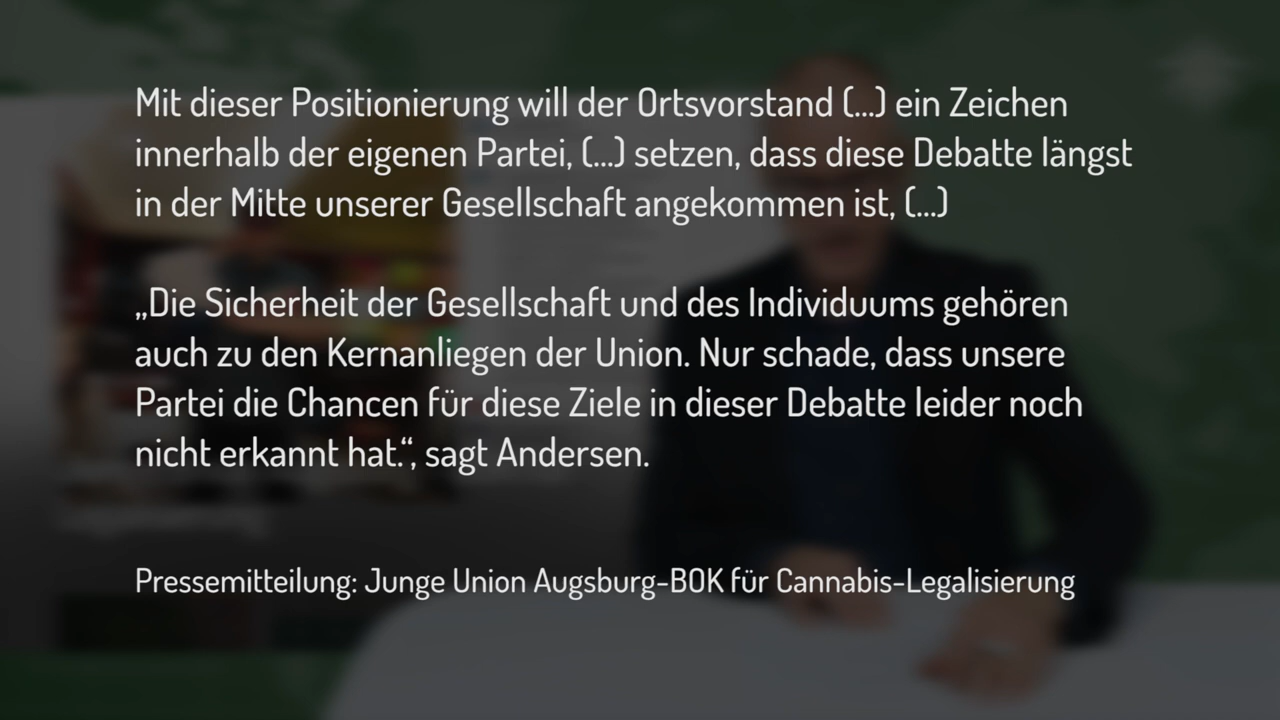 Mit dieser Positionierung will der Ortsvorstand (...) ein Zeichen
innerhalb der eigenen Partei, (...) setzen, dass diese Debatte längst
in der Mitte unserer Gesellschaft angekommen ist, (...)
„Die Sicherheit der Gesellschaft und des Individuums gehören
auch zu den Kernanliegen der Union. Nur schade, dass unsere
Partei die Chancen für diese Ziele in dieser Debatte leider noch
nicht erkannt hat.“, sagt Andersen.
Pressemitteilung: Junge Union Augsburg-BOK für Cannabis-Legalisierung